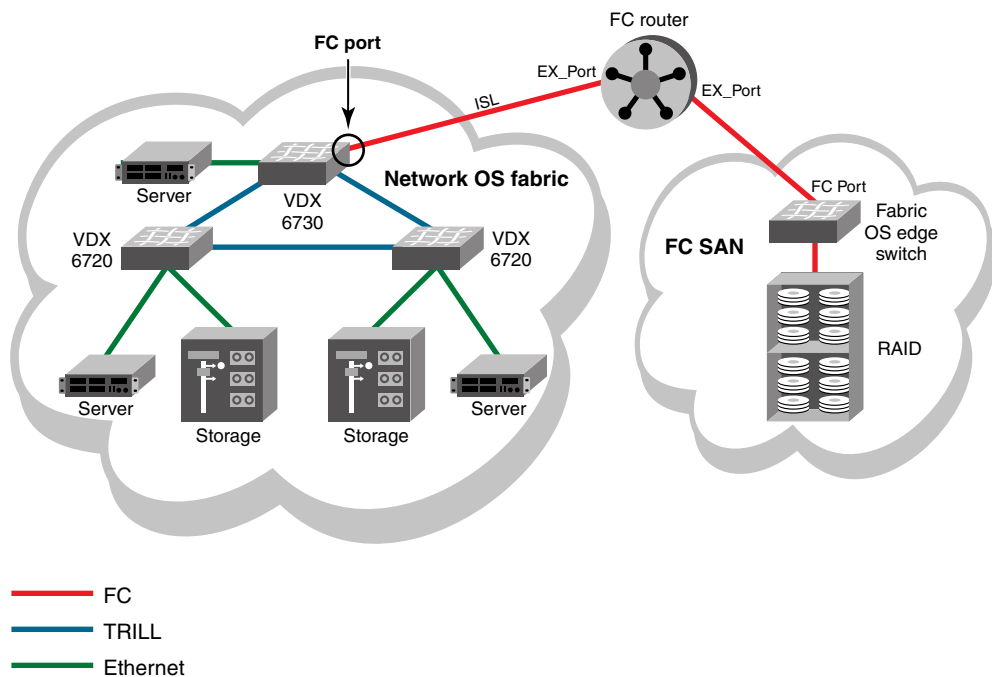 FC router
FC port
EX_Port
EX_Port
ISL
Server
Network OS fabric
VDX
6730
FC Port
VDX
6720
VDX
6720
FC SAN
Fabric
OS edge
switch
RAID
Server
Storage
Storage
Server
FC
TRILL
Ethernet